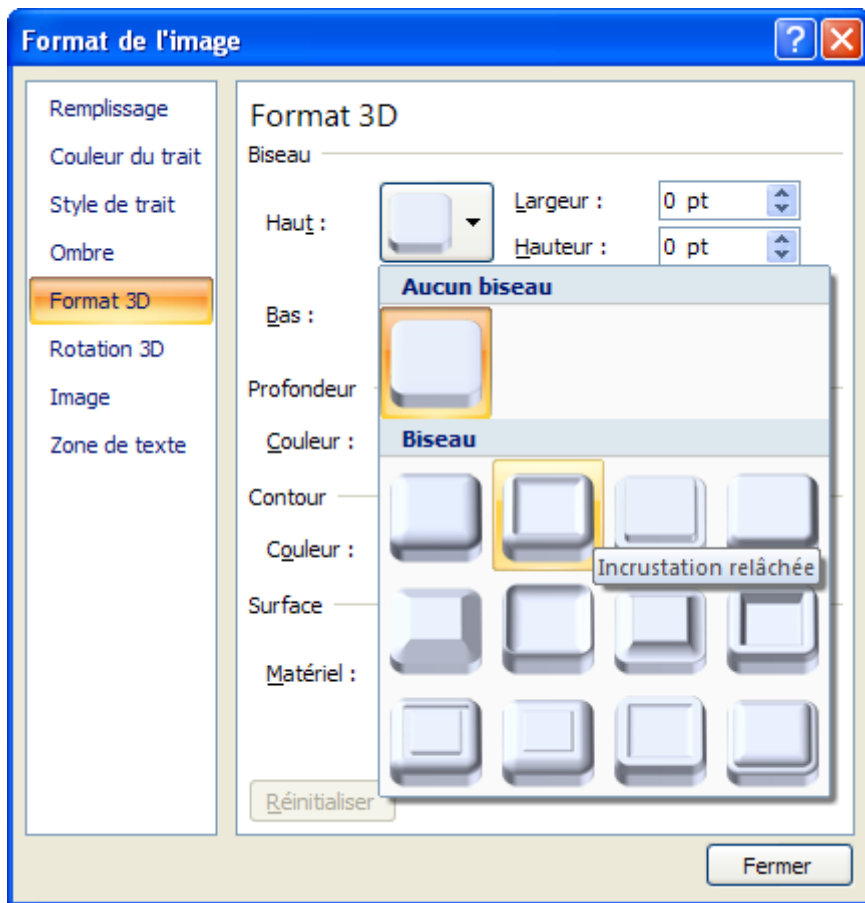 Format de l'image
Remplissage
Couleur du trait
Style de trait
Ombre
Format 3D
Rotation 3D
Image
Zone de texte
Format 3D
Biseau
Haut :
Largeur :
0 pt
Hauteur :
0 pt
Aucun biseau
Bas :
Profondeur
Couleur :
Biseau
Contour
Couleur :
Incrustation relâchée
Surface
Matériel :
Réinitialiser
Fermer